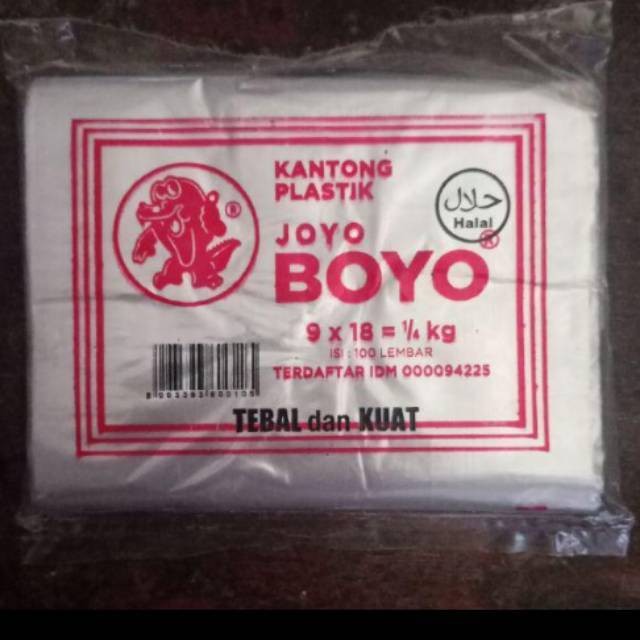 KANTONG
PLASTIK
حلال
Halal
®
JOYO
BOYO®
9 x 18 = ¼ kg
ISI : 100 LEMBAR
TERDAFTAR IDM 000094225
TEBAL dan KUAT